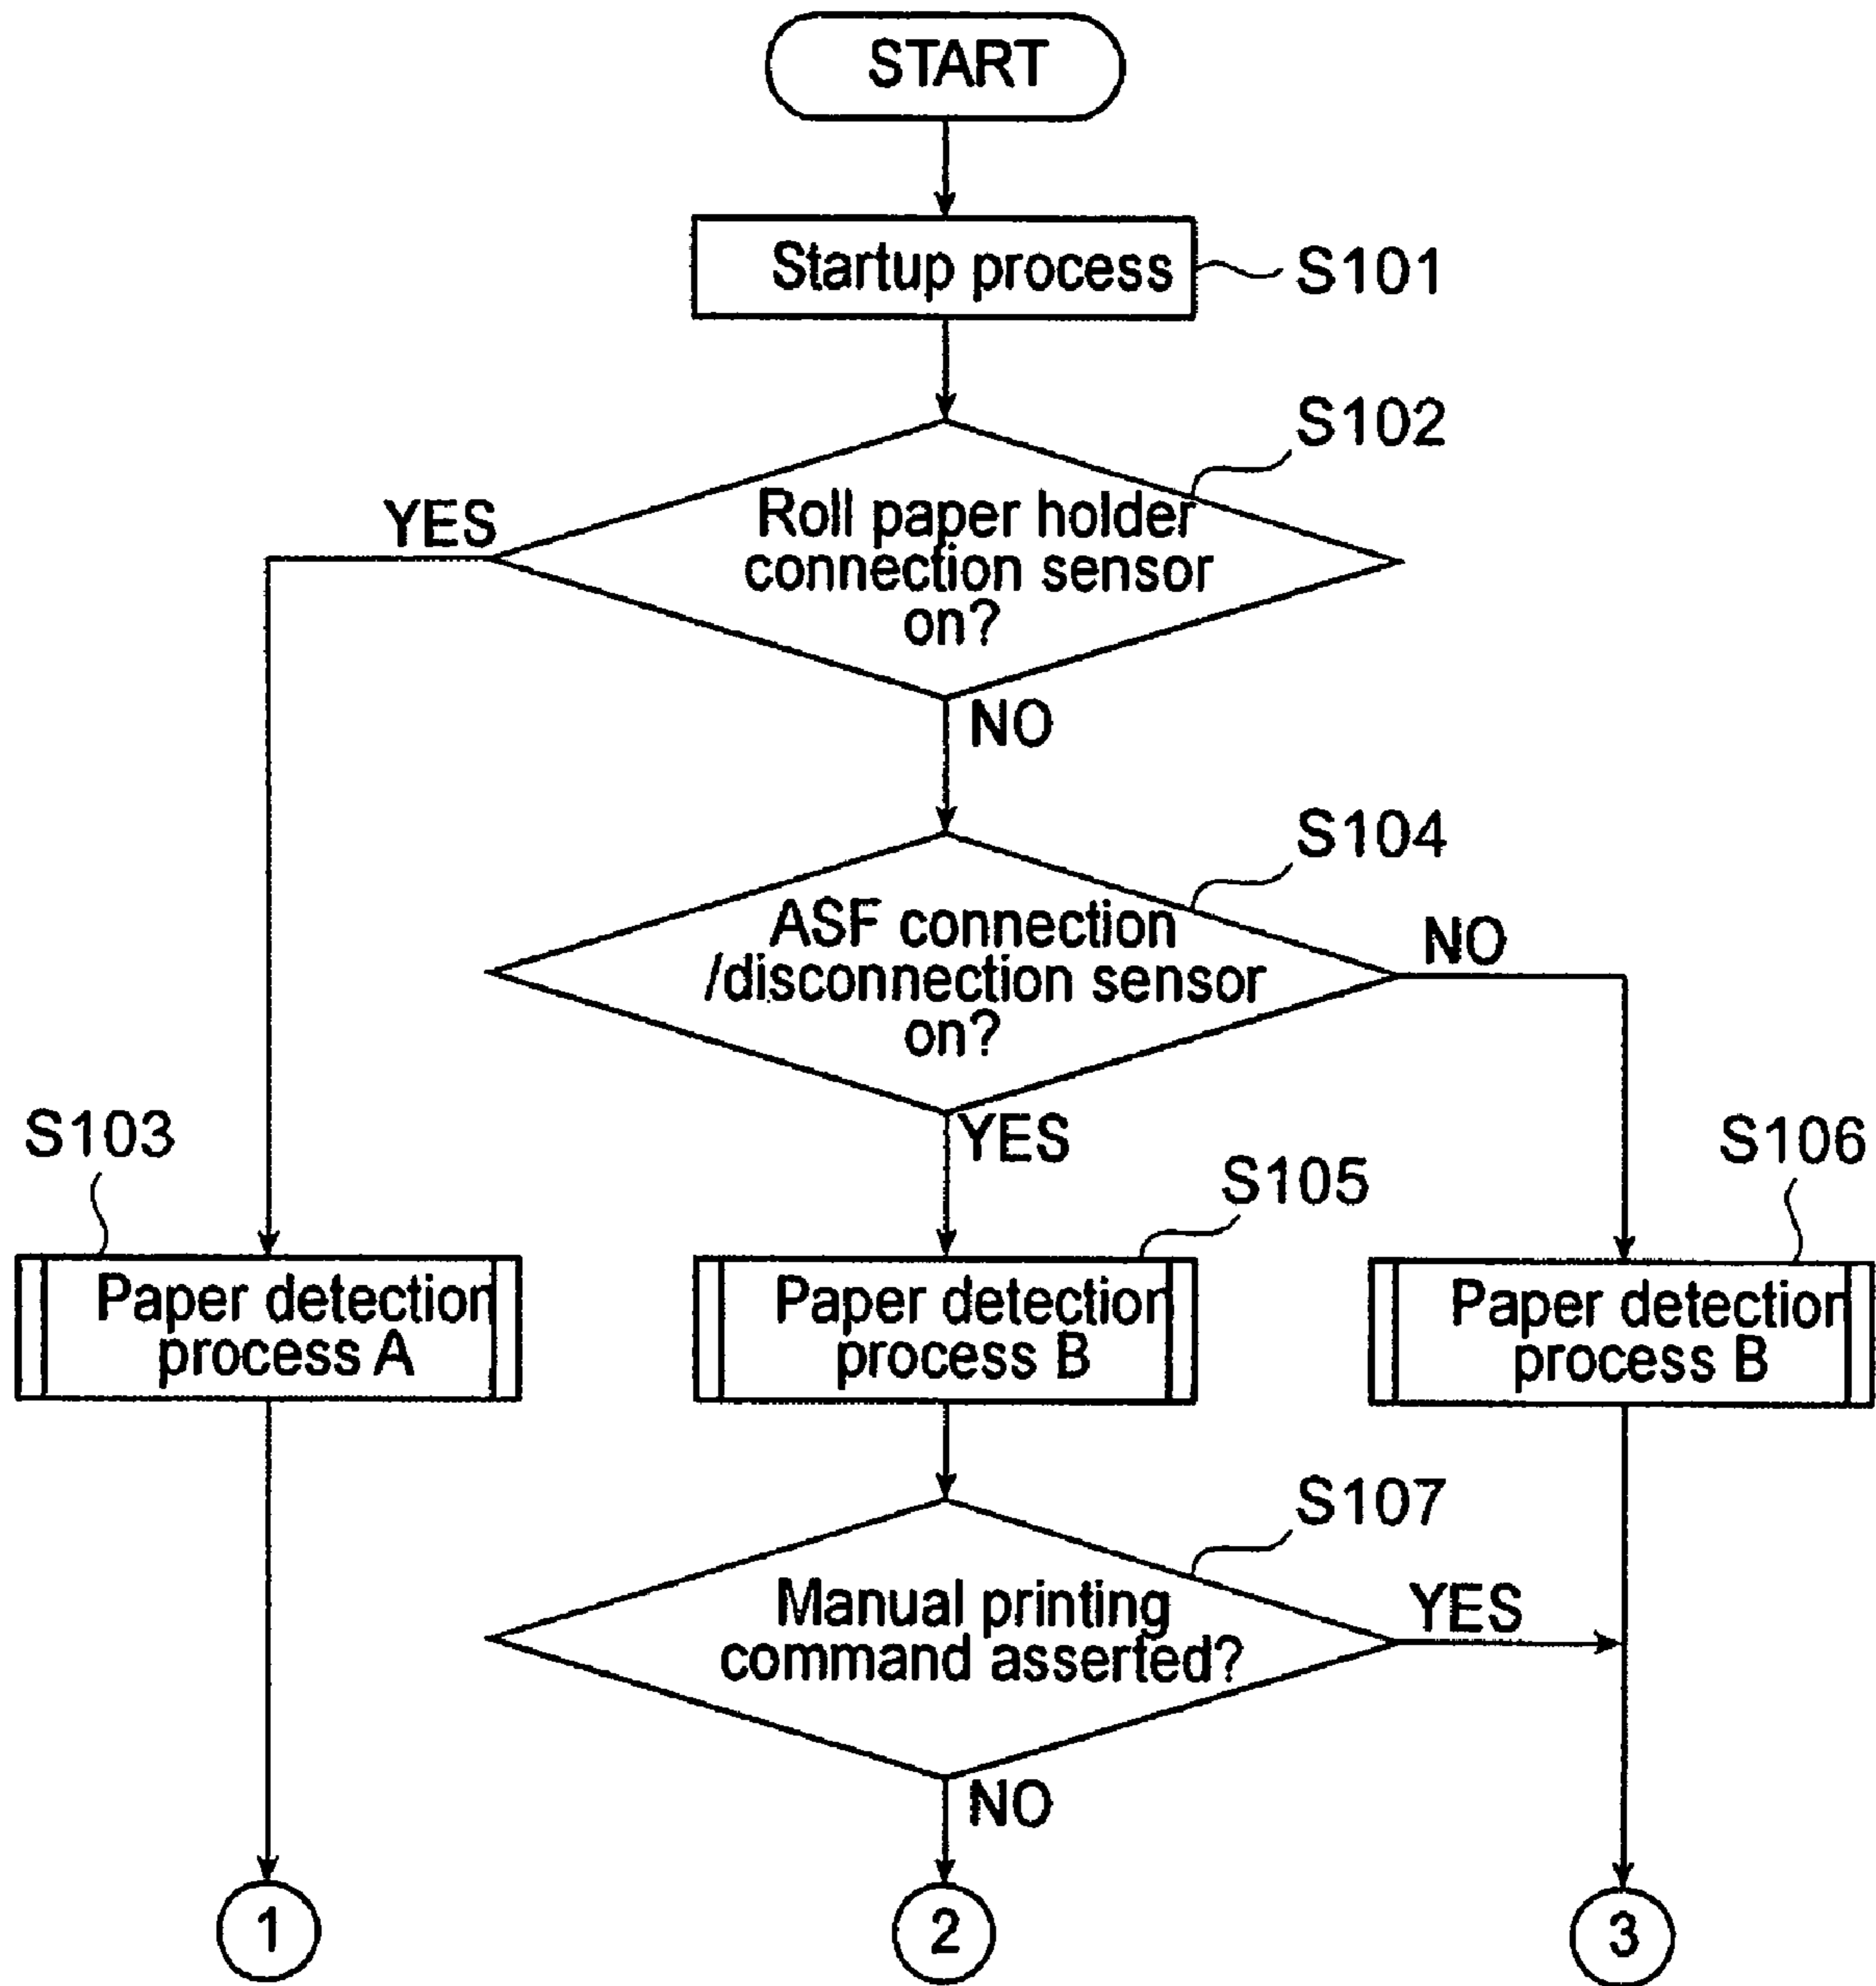 START
Startup process
S101
S102
YES
Roll paper holder
connection sensor
on?
NO
S104
ASF connection
/disconnection sensor
on?
NO
YES
S103
S105
S106
Paper detection
process A
Paper detection
process B
Paper detection
process B
S107
Manual printing
command asserted?
YES
NO
1
2
3